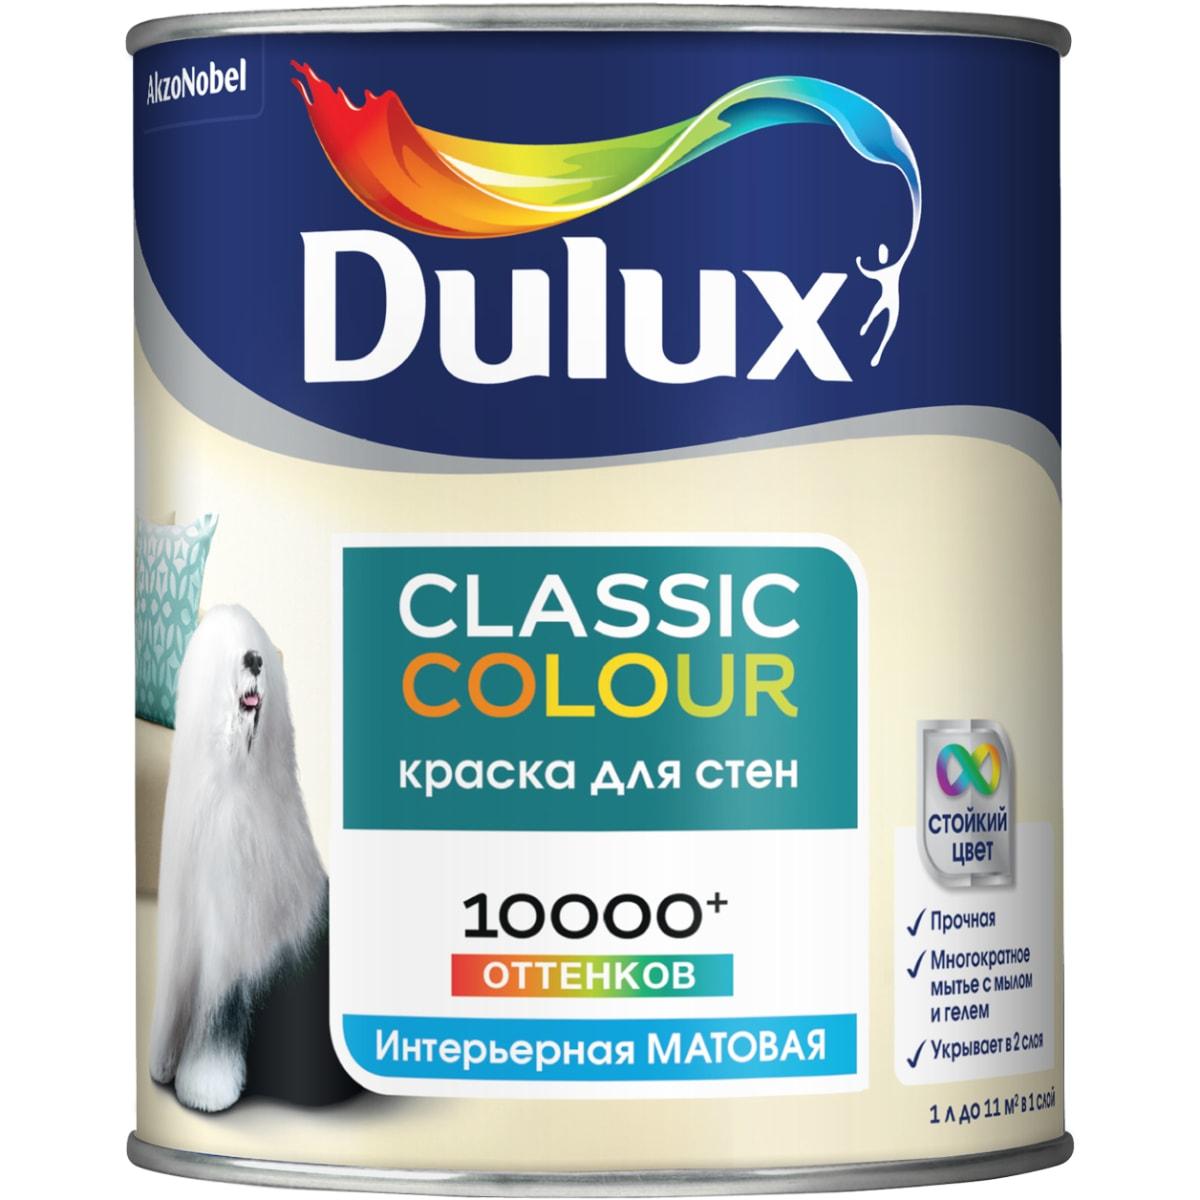 AkzoNobel
Dulux
CLASSIC
COLOUR
краска для стен
10000+
ОТТЕНКОВ
Интерьерная МАТОВАЯ
СТОЙКИЙ
ЦВЕТ
Прочная
Многократное
мытье с мылом
и гелем
Укрывает в 2 слоя
1 л до 11 м² в 1 слой